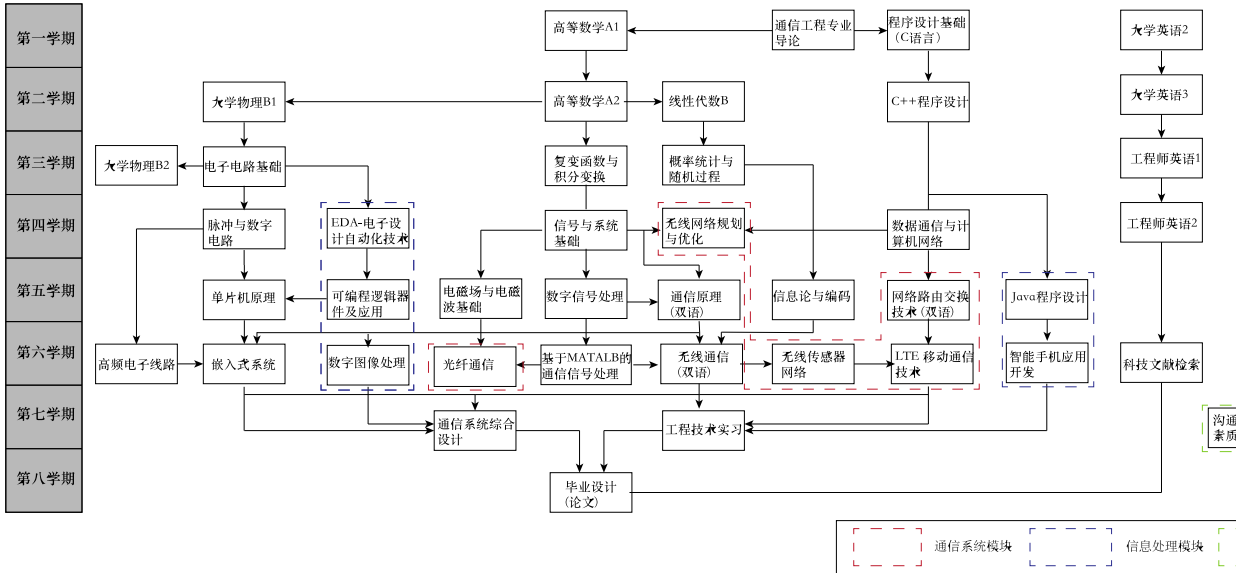 第一学期
高等数学A1
通信工程专业
导论
程序设计基础
(C语言)
大学英语2
第二学期
大学物理B1
高等数学A2
线性代数B
C++程序设计
大学英语3
第三学期
大学物理B2
电子电路基础
复变函数与
积分变换
概率统计与
随机过程
工程师英语1
第四学期
脉冲与数字
电路
EDA-电子设
计自动化技术
信号与系统
基础
无线网络规划
与优化
数据通信与计
算机网络
工程师英语2
第五学期
单片机原理
可编程逻辑器
件及应用
电磁场与电磁
波基础
数字信号处理
通信原理
(双语)
信息论与编码
网络路由交换
技术(双语)
Java程序设计
第六学期
高频电子线路
嵌入式系统
数字图像处理
光纤通信
基于MATALB的
通信信号处理
无线通信
(双语)
无线传感器
网络
LTE 移动通信
技术
智能手机应用
开发
科技文献检索
第七学期
通信系统综合
设计
工程技术实习
沟通
素质
第八学期
毕业设计
(论文)
通信系统模块
信息处理模块